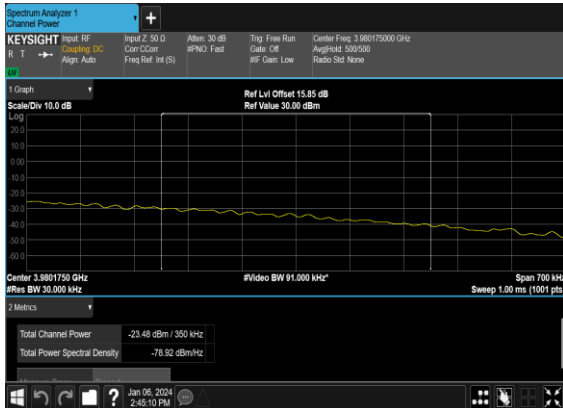 Spectrum Analyzer 1
Channel Power
+
KEYSIGHT Input: RF Input Z: 50 Ω Atten: 30 dB Trig: Free Run Center Freq: 3.980175000 GHz
R T Coupling: DC Corr CCorr #PNO: Fast Gate: Off Avg|Hold: 500/500
Align: Auto Freq Ref: Int (S) #IF Gain: Low Radio Std: None
1 Graph
Ref Lvl Offset 15.85 dB
Scale/Div 10.0 dB Ref Value 30.00 dBm
Log
20.0
10.0
0.00
-10.0
-20.0
-30.0
-40.0
-50.0
-60.0
Center 3.9801750 GHz #Video BW 91.000 kHz* Span 700 kHz
#Res BW 30.000 kHz Sweep 1.00 ms (1001 pts
2 Metrics
Total Channel Power -23.48 dBm / 350 kHz
Total Power Spectral Density -78.92 dBm/Hz
?
Jan 06, 2024
2:45:10 PM